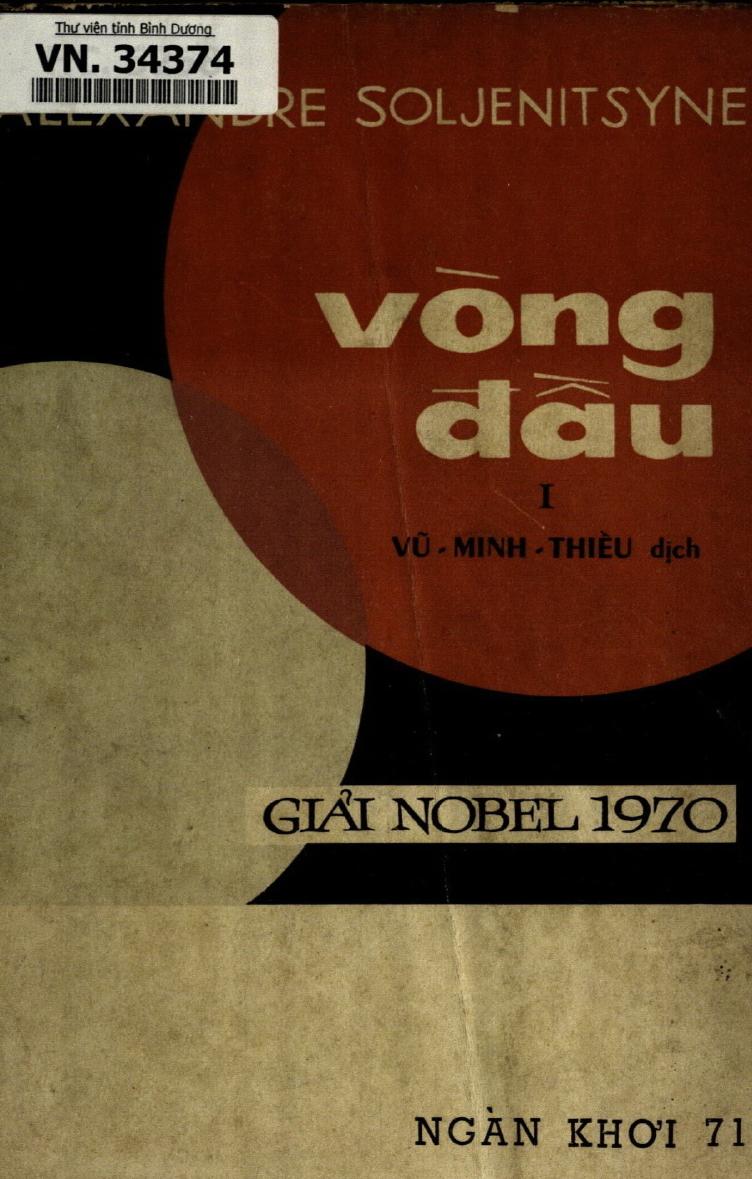 Thư viện tỉnh Bình Dương
VN. 34374
ALEXANDRE SOLJENITSYNE
vòng
đầu
I
VŨ - MINH - THIỀU dịch
GIẢI NOBEL 1970
NGÀN KHƠI 71